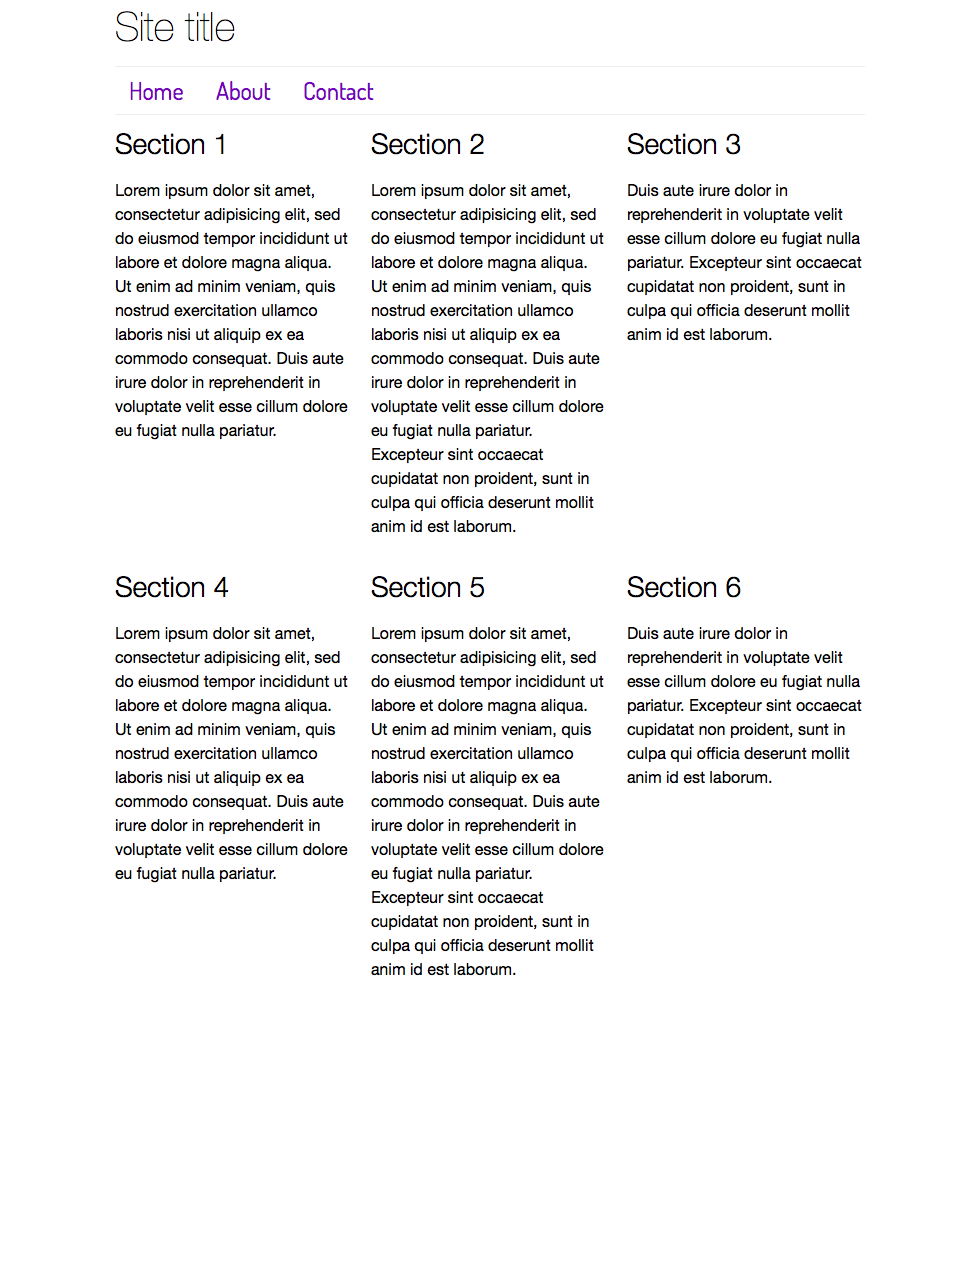 Site title
Home About Contact
Section 1
Lorem ipsum dolor sit amet,
consectetur adipisicing elit, sed
do eiusmod tempor incididunt ut
labore et dolore magna aliqua.
Ut enim ad minim veniam, quis
nostrud exercitation ullamco
laboris nisi ut aliquip ex ea
commodo consequat. Duis aute
irure dolor in reprehenderit in
voluptate velit esse cillum dolore
eu fugiat nulla pariatur.
Section 2
Lorem ipsum dolor sit amet,
consectetur adipisicing elit, sed
do eiusmod tempor incididunt ut
labore et dolore magna aliqua.
Ut enim ad minim veniam, quis
nostrud exercitation ullamco
laboris nisi ut aliquip ex ea
commodo consequat. Duis aute
irure dolor in reprehenderit in
voluptate velit esse cillum dolore
eu fugiat nulla pariatur.
Excepteur sint occaecat
cupidatat non proident, sunt in
culpa qui officia deserunt mollit
anim id est laborum.
Section 3
Duis aute irure dolor in
reprehenderit in voluptate velit
esse cillum dolore eu fugiat nulla
pariatur. Excepteur sint occaecat
cupidatat non proident, sunt in
culpa qui officia deserunt mollit
anim id est laborum.
Section 4
Lorem ipsum dolor sit amet,
consectetur adipisicing elit, sed
do eiusmod tempor incididunt ut
labore et dolore magna aliqua.
Ut enim ad minim veniam, quis
nostrud exercitation ullamco
laboris nisi ut aliquip ex ea
commodo consequat. Duis aute
irure dolor in reprehenderit in
voluptate velit esse cillum dolore
eu fugiat nulla pariatur.
Section 5
Lorem ipsum dolor sit amet,
consectetur adipisicing elit, sed
do eiusmod tempor incididunt ut
labore et dolore magna aliqua.
Ut enim ad minim veniam, quis
nostrud exercitation ullamco
laboris nisi ut aliquip ex ea
commodo consequat. Duis aute
irure dolor in reprehenderit in
voluptate velit esse cillum dolore
eu fugiat nulla pariatur.
Excepteur sint occaecat
cupidatat non proident, sunt in
culpa qui officia deserunt mollit
anim id est laborum.
Section 6
Duis aute irure dolor in
reprehenderit in voluptate velit
esse cillum dolore eu fugiat nulla
pariatur. Excepteur sint occaecat
cupidatat non proident, sunt in
culpa qui officia deserunt mollit
anim id est laborum.